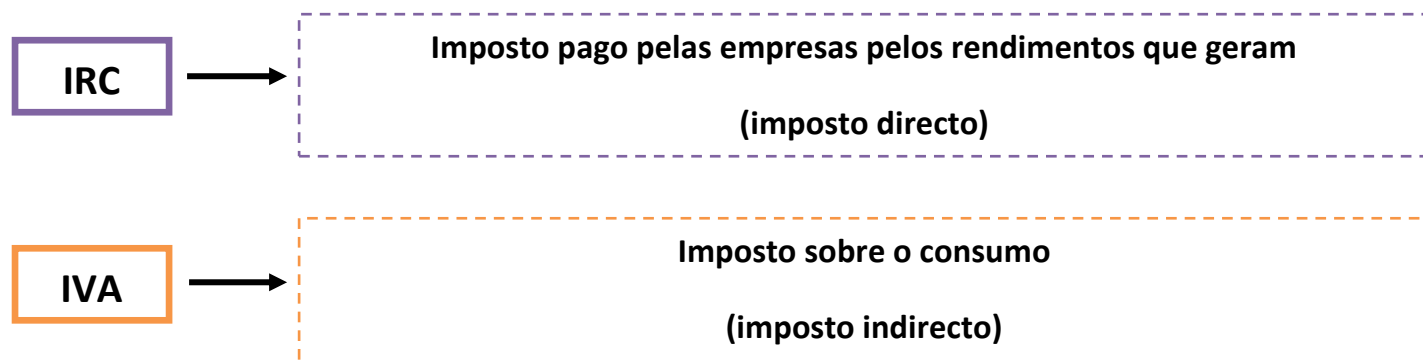 IRC
Imposto pago pelas empresas pelos rendimentos que geram
(imposto directo)
IVA
Imposto sobre o consumo
(imposto indirecto)